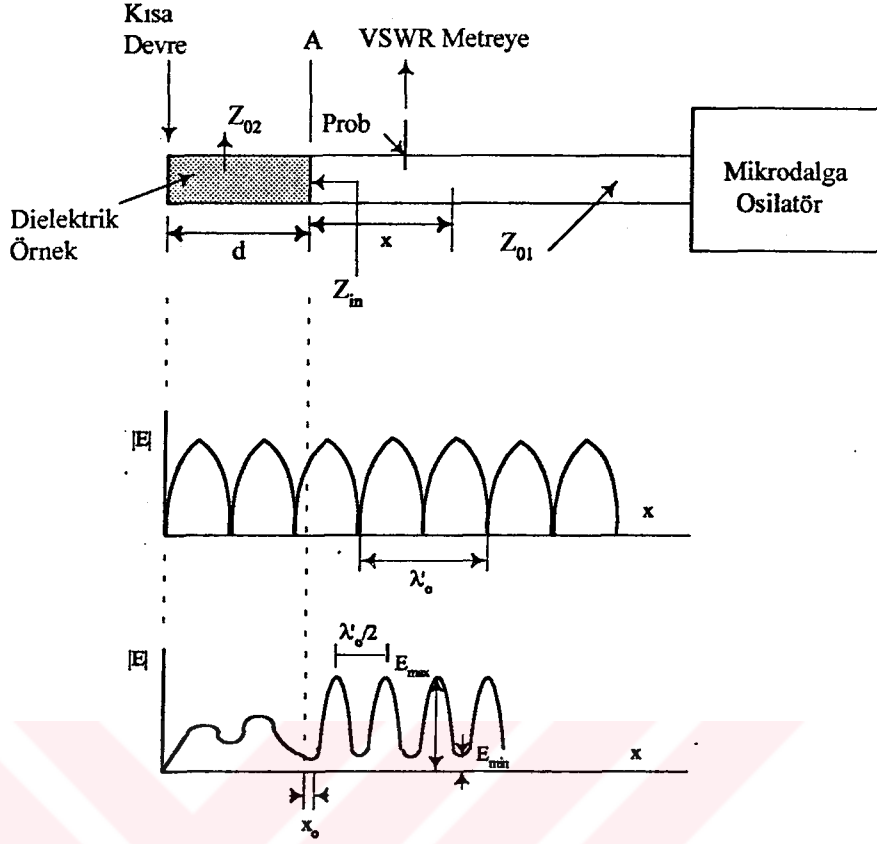 Kısa
Devre
A
VSWR Metreye
Z02
Prob
Mikrodalga
Osilatör
Dielektrik
Örnek
d
x
Z01
Zin
|E|
x
λ'o
|E|
λ'o/2
Emax
Emin
x
xo